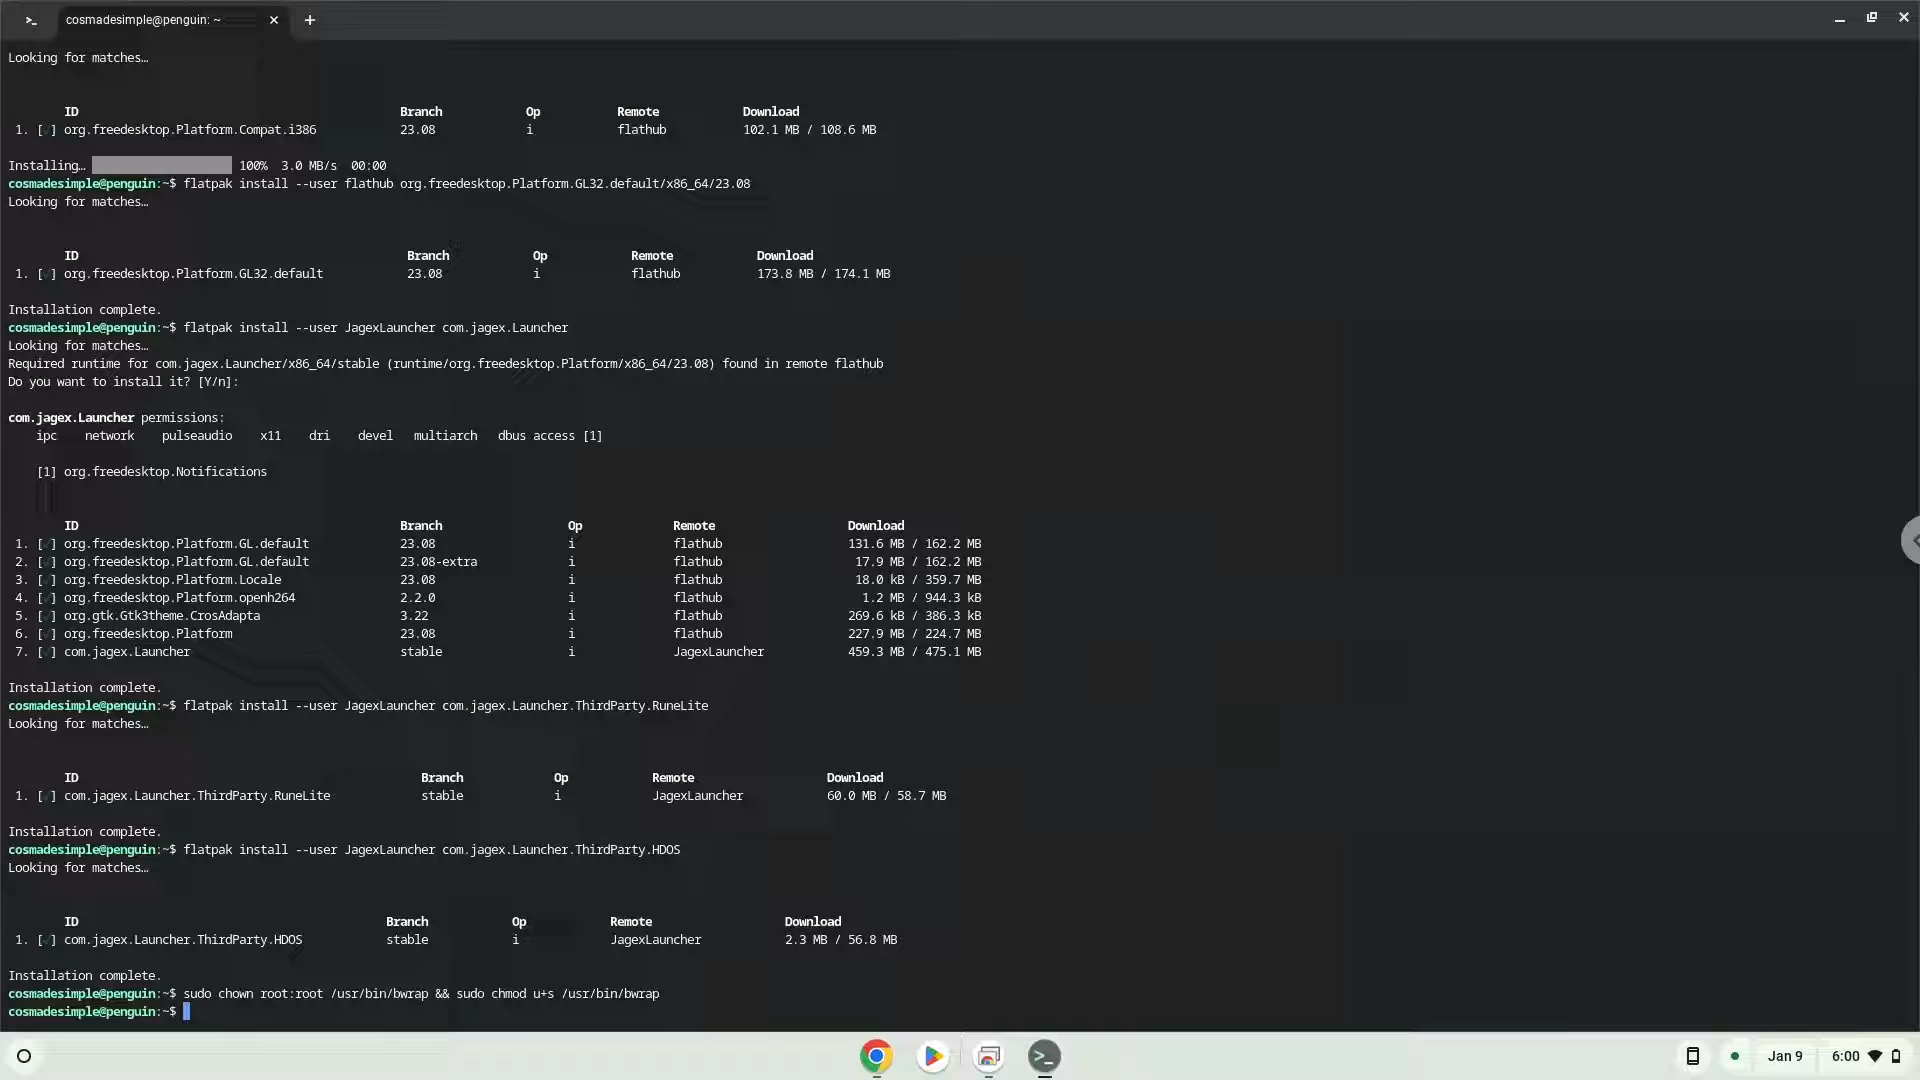 cosmadesimple@penguin: ~
Looking for matches…
ID Branch Op Remote Download
1. [✓] org.freedesktop.Platform.Compat.i386 23.08 i flathub 102.1 MB / 108.6 MB
Installing… 100% 3.0 MB/s 00:00
cosmadesimple@penguin:~$ flatpak install --user flathub org.freedesktop.Platform.GL32.default/x86_64/23.08
Looking for matches…
ID Branch Op Remote Download
1. [✓] org.freedesktop.Platform.GL32.default 23.08 i flathub 173.8 MB / 174.1 MB
Installation complete.
cosmadesimple@penguin:~$ flatpak install --user JagexLauncher com.jagex.Launcher
Looking for matches…
Required runtime for com.jagex.Launcher/x86_64/stable (runtime/org.freedesktop.Platform/x86_64/23.08) found in remote flathub
Do you want to install it? [Y/n]:
com.jagex.Launcher permissions:
ipc network pulseaudio x11 dri devel multiarch dbus access [1]
[1] org.freedesktop.Notifications
ID Branch Op Remote Download
1. [✓] org.freedesktop.Platform.GL.default 23.08 i flathub 131.6 MB / 162.2 MB
2. [✓] org.freedesktop.Platform.GL.default 23.08-extra i flathub 17.9 MB / 162.2 MB
3. [✓] org.freedesktop.Platform.Locale 23.08 i flathub 18.0 kB / 359.7 MB
4. [✓] org.freedesktop.Platform.openh264 2.2.0 i flathub 1.2 MB / 944.3 kB
5. [✓] org.gtk.Gtk3theme.CrosAdapta 3.22 i flathub 269.6 kB / 386.3 kB
6. [✓] org.freedesktop.Platform 23.08 i flathub 227.9 MB / 224.7 MB
7. [✓] com.jagex.Launcher stable i JagexLauncher 459.3 MB / 475.1 MB
Installation complete.
cosmadesimple@penguin:~$ flatpak install --user JagexLauncher com.jagex.Launcher.ThirdParty.RuneLite
Looking for matches…
ID Branch Op Remote Download
1. [✓] com.jagex.Launcher.ThirdParty.RuneLite stable i JagexLauncher 60.0 MB / 58.7 MB
Installation complete.
cosmadesimple@penguin:~$ flatpak install --user JagexLauncher com.jagex.Launcher.ThirdParty.HDOS
Looking for matches…
ID Branch Op Remote Download
1. [✓] com.jagex.Launcher.ThirdParty.HDOS stable i JagexLauncher 2.3 MB / 56.8 MB
Installation complete.
cosmadesimple@penguin:~$ sudo chown root:root /usr/bin/bwrap && sudo chmod u+s /usr/bin/bwrap
cosmadesimple@penguin:~$
Jan 9 6:00